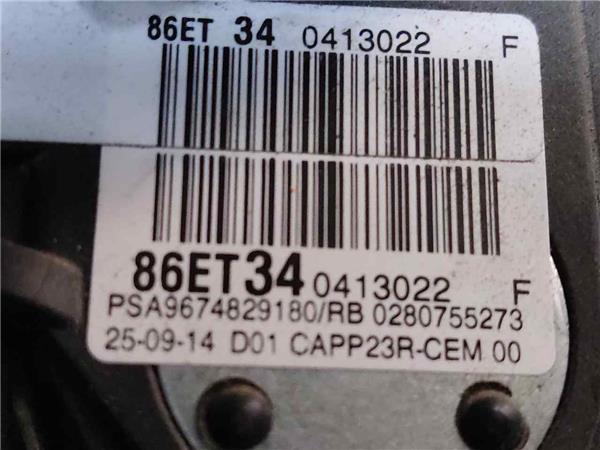 86ET 34 0413022 F
86ET34 0413022 F
PSA9674829180/RB 0280755273
25-09-14 D01 CAPP23R-CEM 00